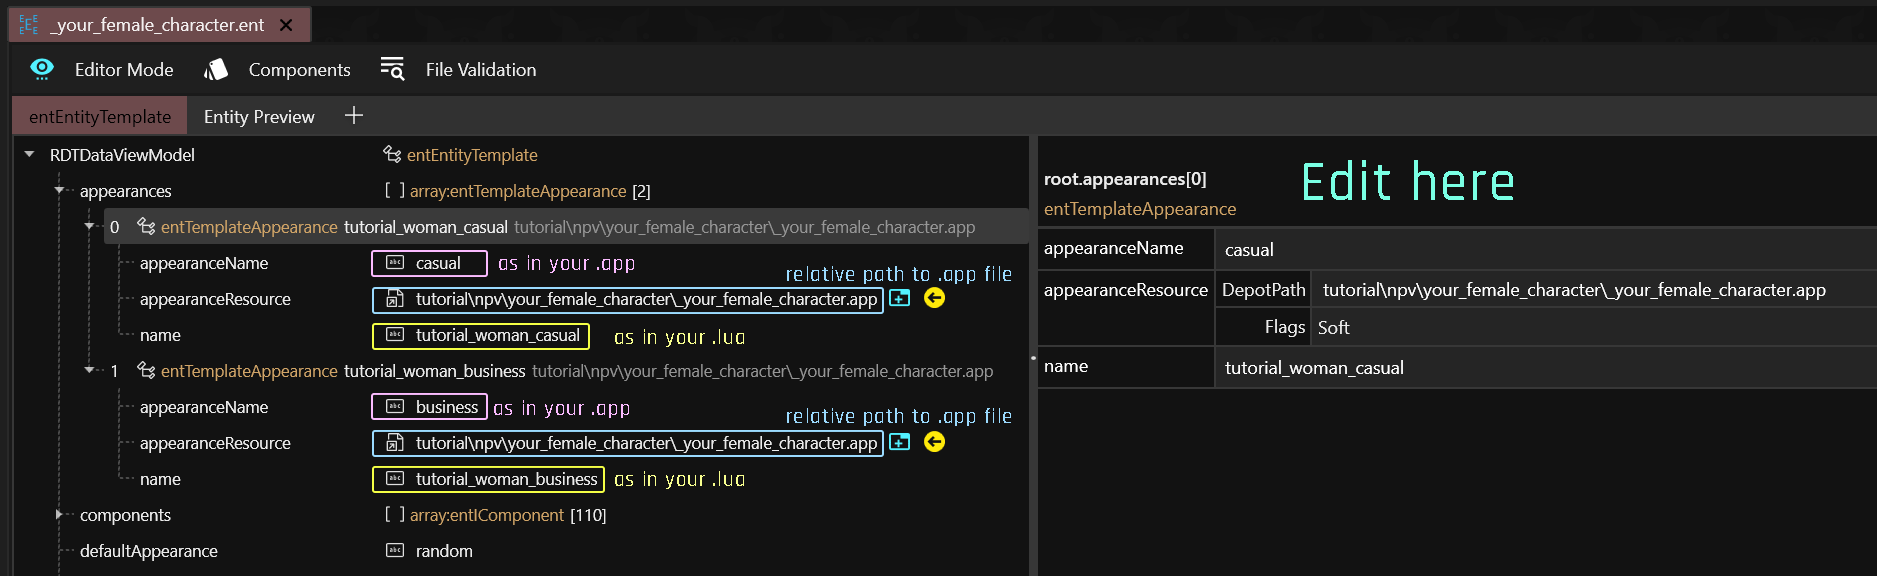 _your_female_character.ent
Editor Mode Components File Validation
entEntityTemplate Entity Preview
RDTDataViewModel entEntityTemplate
appearances [ ] array:entTemplateAppearance [2]
0 entTemplateAppearance tutorial_woman_casual tutorial\npv\your_female_character\_your_female_character.app
appearanceName casual as in your .app
relative path to .app file
appearanceResource tutorial\npv\your_female_character\_your_female_character.app
name tutorial_woman_casual as in your .lua
1 entTemplateAppearance tutorial_woman_business tutorial\npv\your_female_character\_your_female_character.app
appearanceName business as in your .app
relative path to .app file
appearanceResource tutorial\npv\your_female_character\_your_female_character.app
name tutorial_woman_business as in your .lua
components [ ] array:entIComponent [110]
defaultAppearance random
Edit here
root.appearances[0]
entTemplateAppearance
appearanceName casual
appearanceResource DepotPath tutorial\npv\your_female_character\_your_female_character.app
Flags Soft
name tutorial_woman_casual